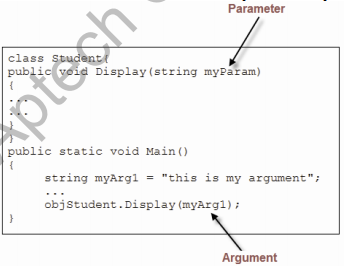 Parameter
class Student{
public void Display(string myParam)
{
...
...
}
public static void Main()
{
string myArg1 = "this is my argument";
...
objStudent.Display(myArg1);
}
Argument
Aptech